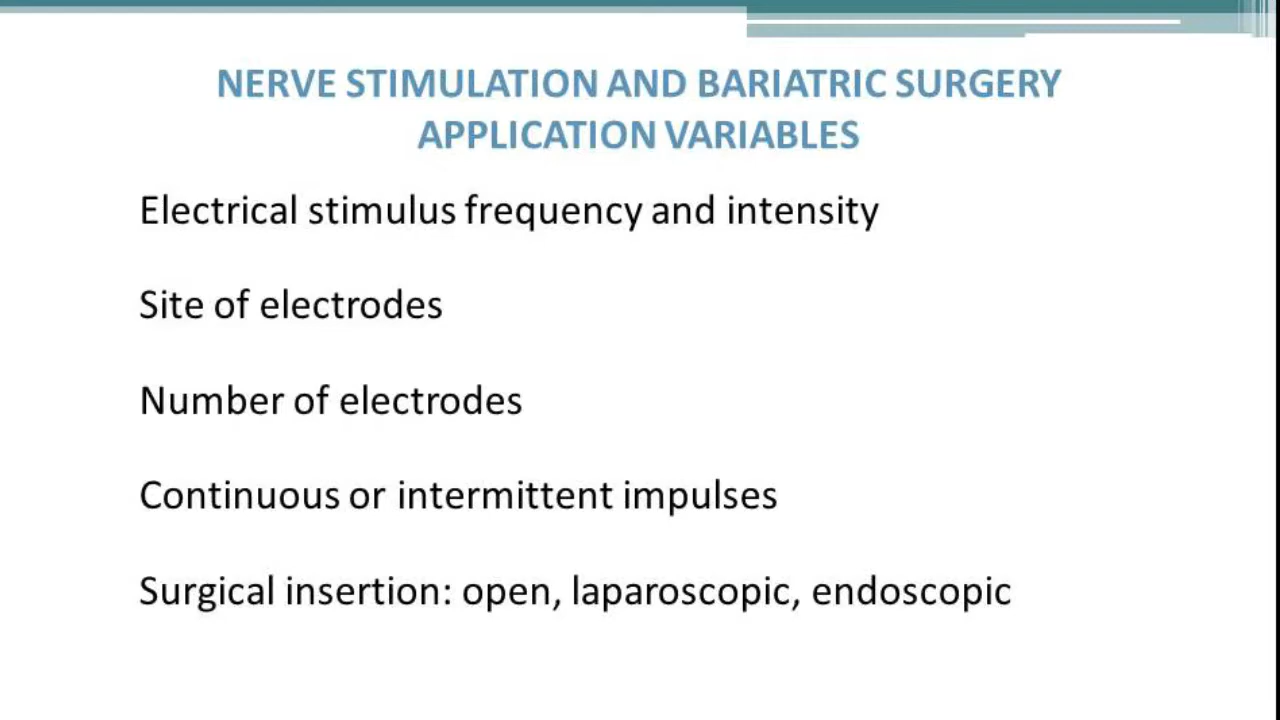 NERVE STIMULATION AND BARIATRIC SURGERY
APPLICATION VARIABLES
Electrical stimulus frequency and intensity
Site of electrodes
Number of electrodes
Continuous or intermittent impulses
Surgical insertion: open, laparoscopic, endoscopic